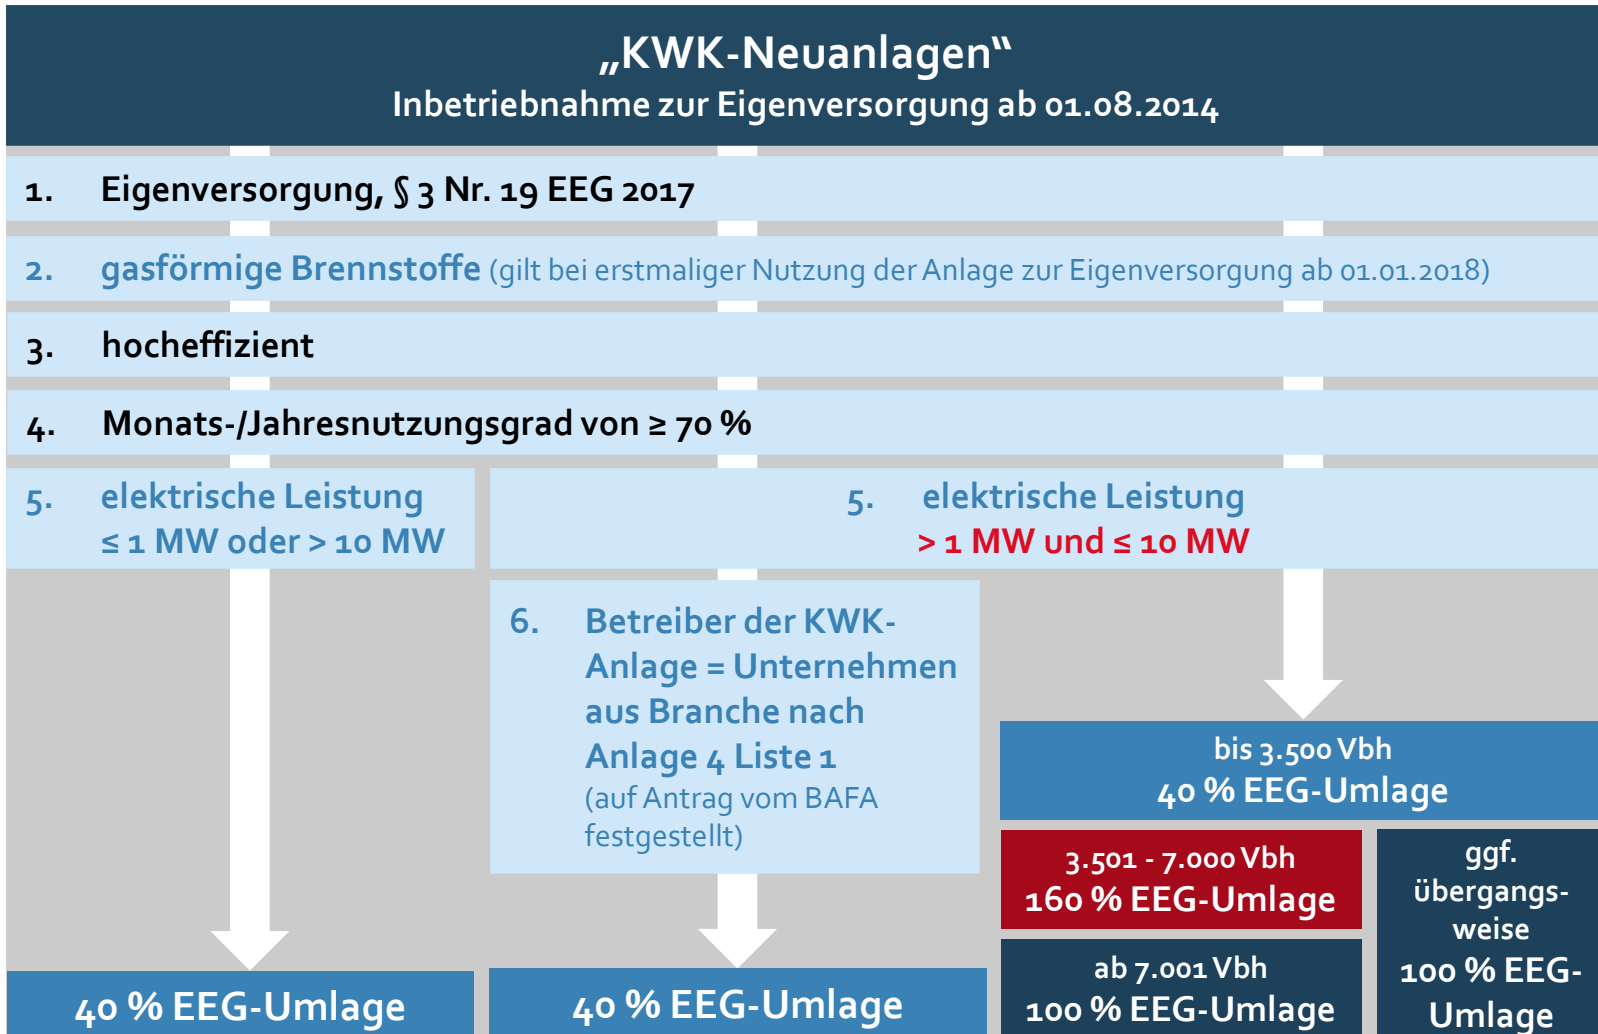 „KWK-Neuanlagen“
Inbetriebnahme zur Eigenversorgung ab 01.08.2014
1. Eigenversorgung, § 3 Nr. 19 EEG 2017
2. gasförmige Brennstoffe (gilt bei erstmaliger Nutzung der Anlage zur Eigenversorgung ab 01.01.2018)
3. hocheffizient
4. Monats-/Jahresnutzungsgrad von ≥ 70 %
5. elektrische Leistung
≤ 1 MW oder > 10 MW
5. elektrische Leistung
> 1 MW und ≤ 10 MW
6. Betreiber der KWK-
Anlage = Unternehmen
aus Branche nach
Anlage 4 Liste 1
(auf Antrag vom BAFA
festgestellt)
bis 3.500 Vbh
40 % EEG-Umlage
3.501 - 7.000 Vbh
160 % EEG-Umlage
ab 7.001 Vbh
100 % EEG-Umlage
ggf.
übergangs-
weise
100 % EEG-
Umlage
40 % EEG-Umlage
40 % EEG-Umlage